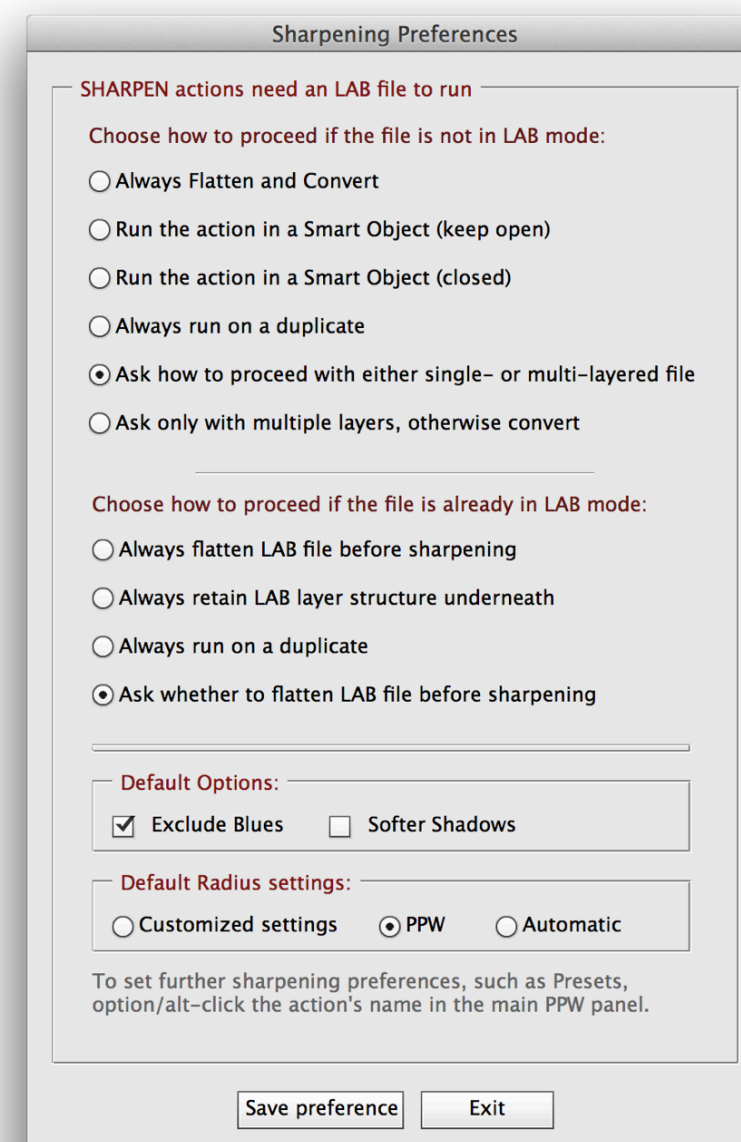 Sharpening Preferences
SHARPEN actions need an LAB file to run
Choose how to proceed if the file is not in LAB mode:
Always Flatten and Convert
Run the action in a Smart Object (keep open)
Run the action in a Smart Object (closed)
Always run on a duplicate
Ask how to proceed with either single- or multi-layered file
Ask only with multiple layers, otherwise convert
Choose how to proceed if the file is already in LAB mode:
Always flatten LAB file before sharpening
Always retain LAB layer structure underneath
Always run on a duplicate
Ask whether to flatten LAB file before sharpening
Default Options:
Exclude Blues Softer Shadows
Default Radius settings:
Customized settings PPW Automatic
To set further sharpening preferences, such as Presets,
option/alt-click the action's name in the main PPW panel.
Save preference Exit